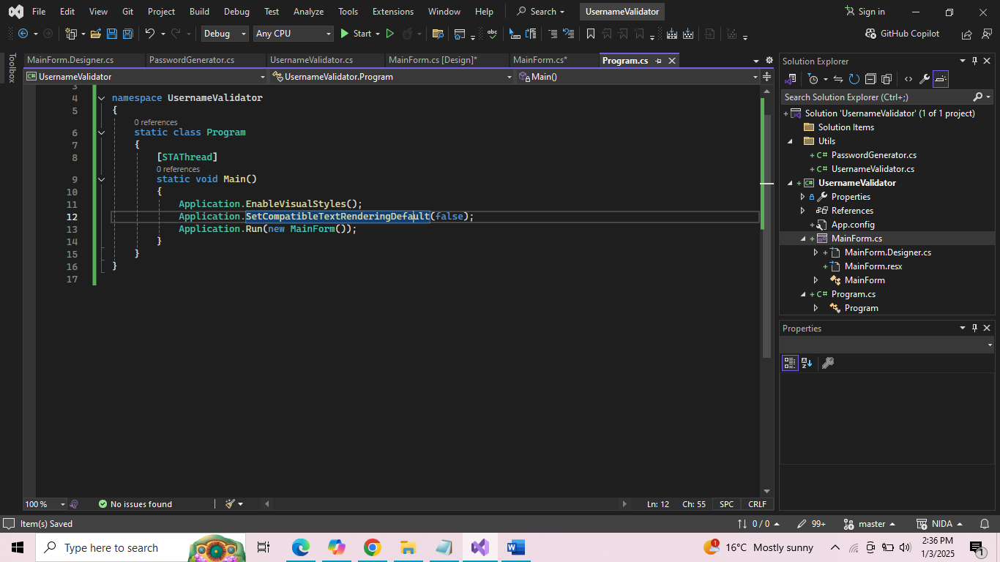 File Edit View Git Project Build Debug Test Analyze Tools Extensions Window Help Search UsernameValidator Sign in
Debug Any CPU Start GitHub Copilot
Toolbox
MainForm.Designer.cs PasswordGenerator.cs UsernameValidator.cs MainForm.cs [Design]* MainForm.cs* Program.cs
UsernameValidator UsernameValidator.Program Main()
3
4 namespace UsernameValidator
5 {
0 references
6 static class Program
7 {
8 [STAThread]
0 references
9 static void Main()
10 {
11 Application.EnableVisualStyles();
12 Application.SetCompatibleTextRenderingDefault(false);
13 Application.Run(new MainForm());
14 }
15 }
16 }
17
100 % No issues found Ln: 12 Ch: 55 SPC CRLF
Solution Explorer
Search Solution Explorer (Ctrl+;)
Solution 'UsernameValidator' (1 of 1 project)
Solution Items
Utils
C# PasswordGenerator.cs
C# UsernameValidator.cs
C# UsernameValidator
Properties
References
App.config
MainForm.cs
MainForm.Designer.cs
MainForm.resx
MainForm
C# Program.cs
Program
Properties
Item(s) Saved 0 / 0 99+ master NIDA
Type here to search 1 16°C Mostly sunny 2:36 PM
1/3/2025 1